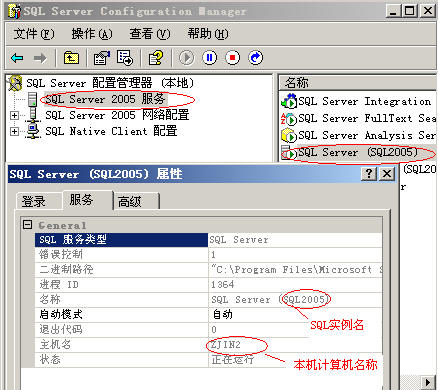 SQL Server Configuration Manager
文件(F) 操作(A) 查看(V) 帮助(H)
SQL Server 配置管理器 (本地)
SQL Server 2005 服务
SQL Server 2005 网络配置
SQL Native Client 配置
名称
SQL Server Integration
SQL Server FullText Sea
SQL Server Analysis Ser
SQL Server (SQL2005)
(SQL20
r
SQL Server (SQL2005) 属性
登录 服务 高级
General
SQL 服务类型 SQL Server
错误控制 1
二进制路径 "C:\Program Files\Microsoft S
进程 ID 1364
名称 SQL Server (SQL2005)
启动模式 自动
SQL实例名
退出代码 0
主机名 ZJIN2
状态 正在运行
本机计算机名称